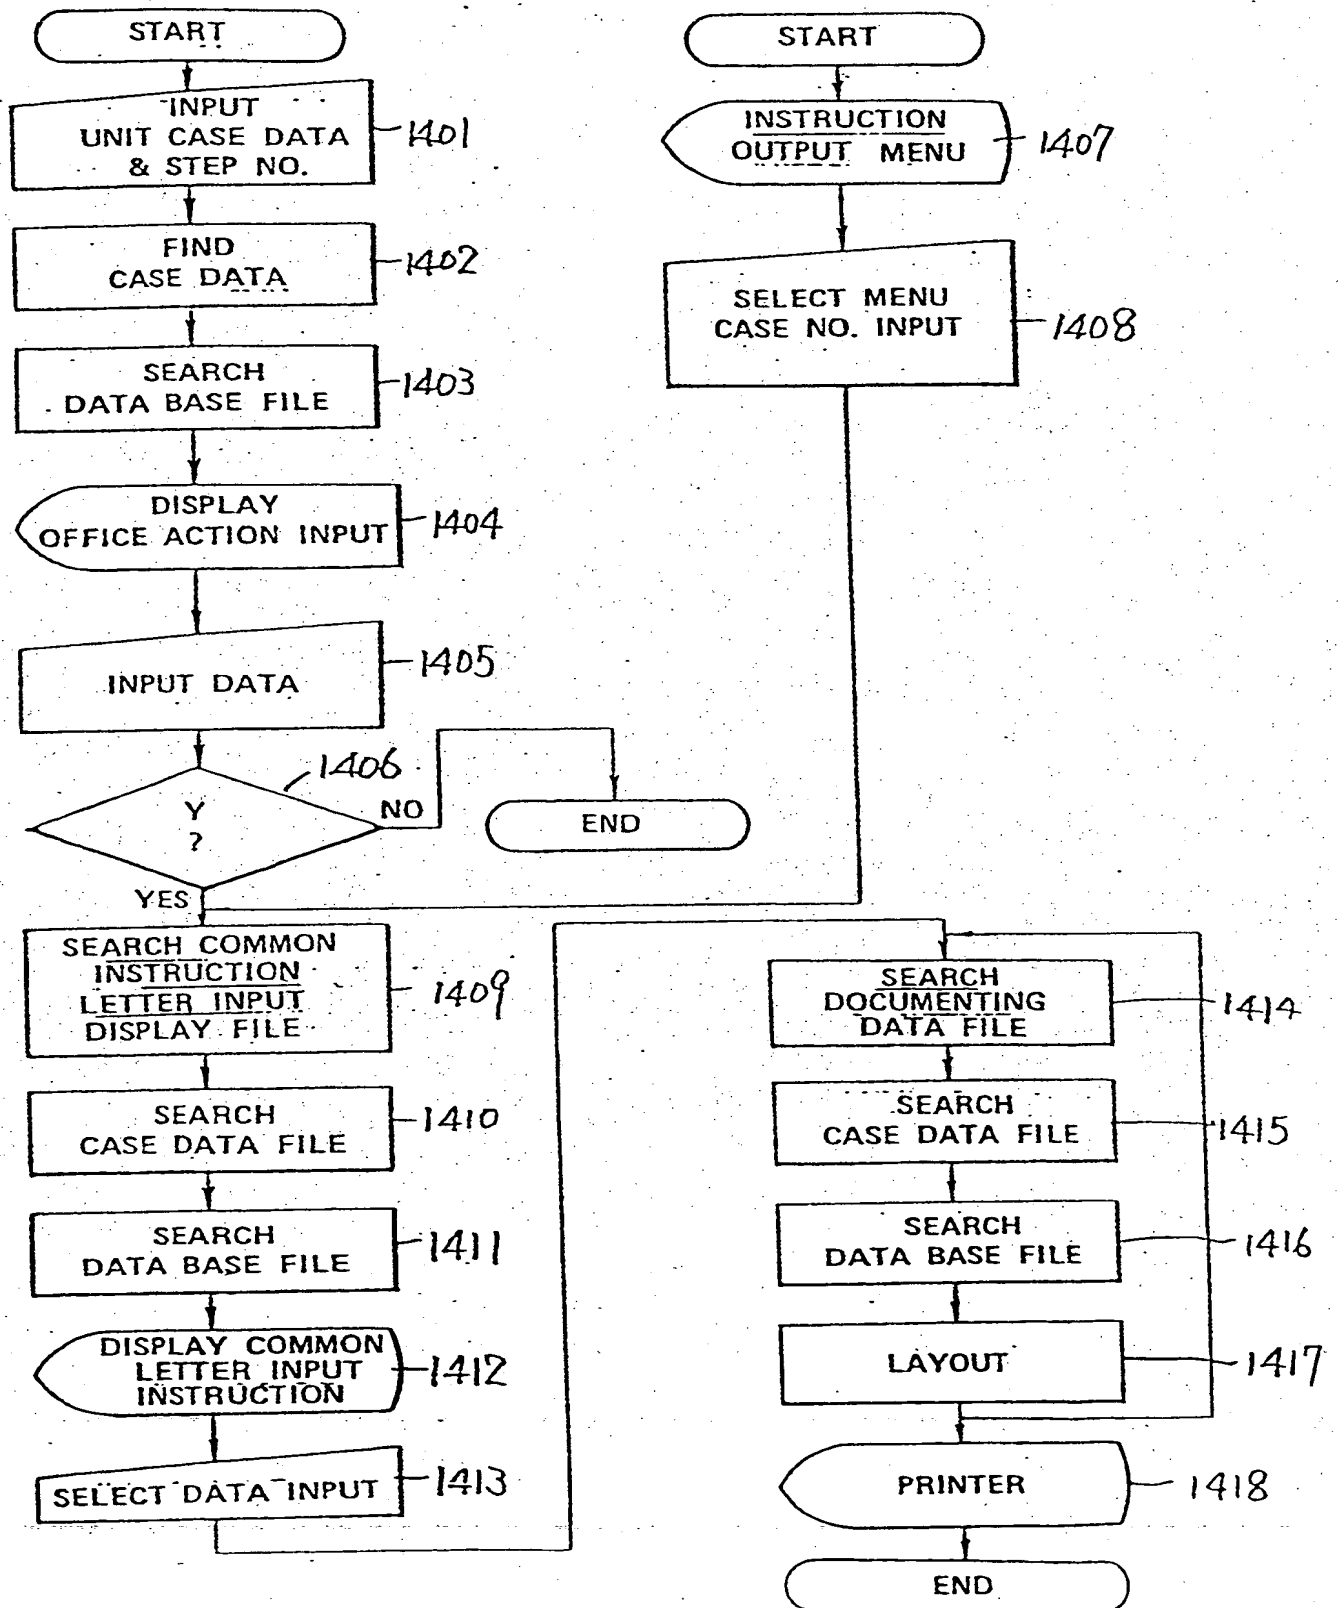 START
INPUT
UNIT CASE DATA
& STEP NO.
1401
FIND
CASE DATA
1402
SEARCH
DATA BASE FILE
1403
DISPLAY
OFFICE ACTION INPUT
1404
INPUT DATA
1405
1406
Y
?
NO
END
YES
START
INSTRUCTION
OUTPUT MENU
1407
SELECT MENU
CASE NO. INPUT
1408
SEARCH COMMON
INSTRUCTION
LETTER INPUT
DISPLAY FILE
1409
SEARCH
CASE DATA FILE
1410
SEARCH
DATA BASE FILE
1411
DISPLAY COMMON
LETTER INPUT
INSTRUCTION
1412
SELECT DATA INPUT
1413
SEARCH
DOCUMENTING
DATA FILE
1414
SEARCH
CASE DATA FILE
1415
SEARCH
DATA BASE FILE
1416
LAYOUT
1417
PRINTER
1418
END